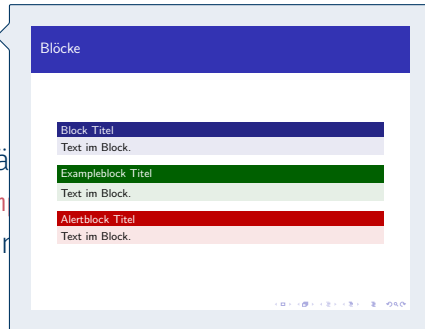 Blöcke
Block Titel
Text im Block.
Exampleblock Titel
Text im Block.
Alertblock Titel
Text im Block.